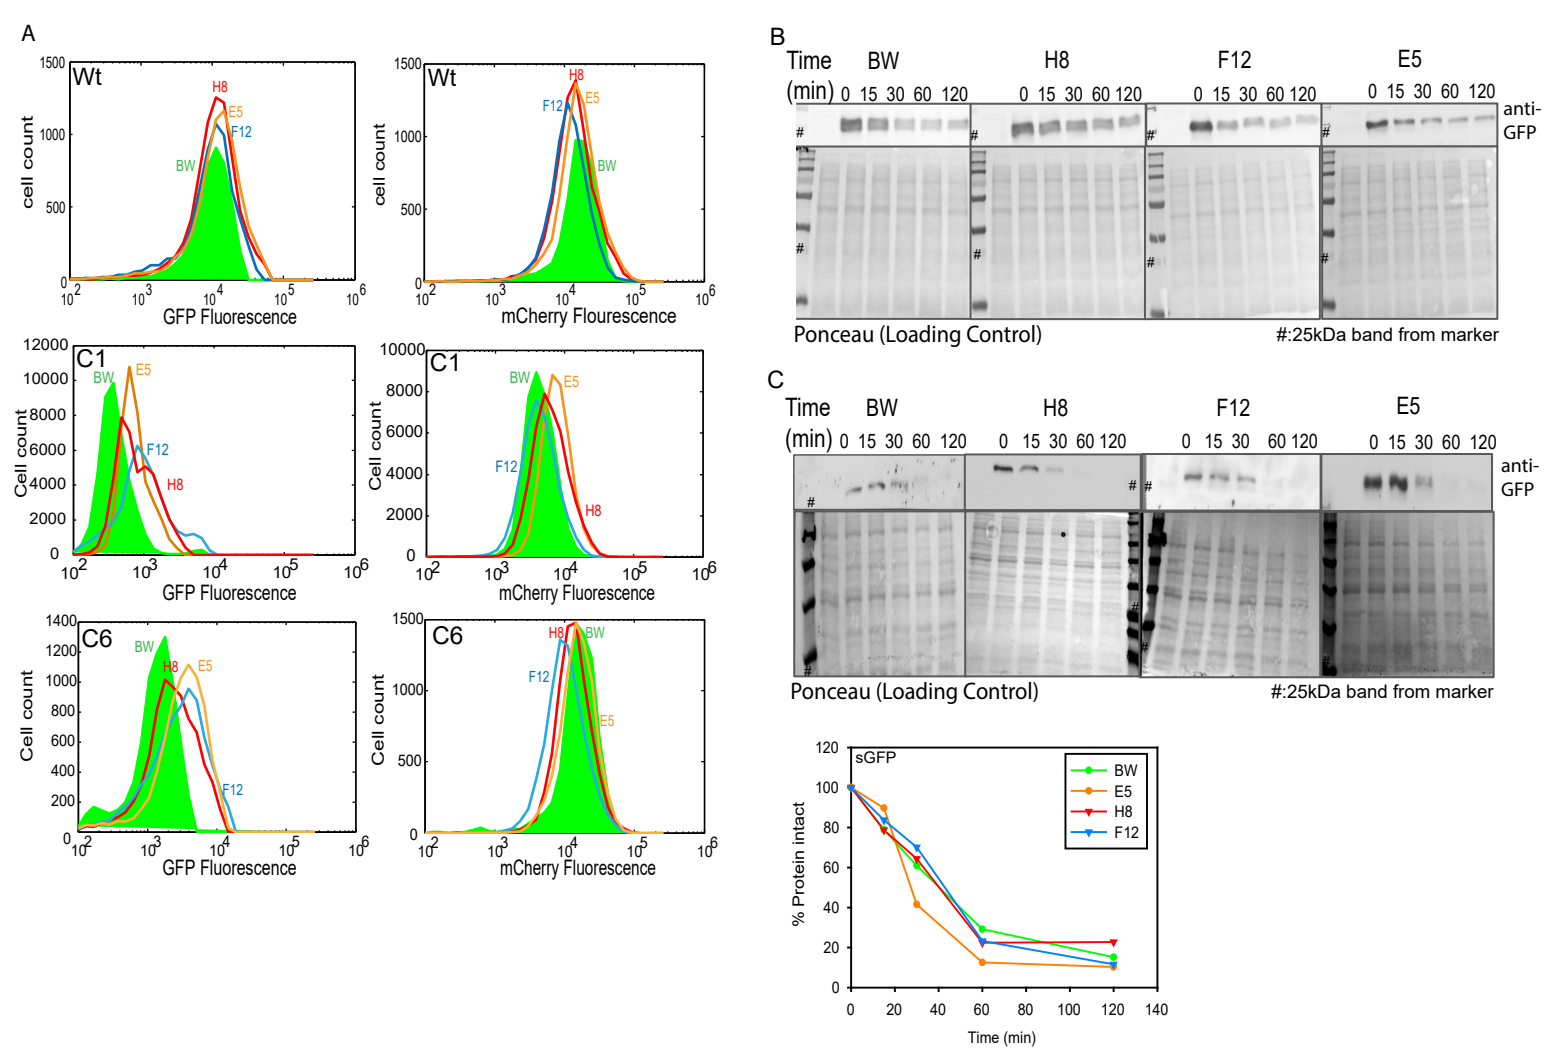 A
Wt
H8
E5
F12
BW
cell count
1500
1000
500
0
10^2 10^3 10^4 10^5 10^6
GFP Fluorescence
Wt
H8
F12
E5
BW
cell count
1500
1000
500
0
10^2 10^3 10^4 10^5 10^6
mCherry Flourescence
C1
BW
E5
F12
H8
Cell count
12000
10000
8000
6000
4000
2000
0
10^2 10^3 10^4 10^5 10^6
GFP Fluorescence
C1
BW
E5
F12
H8
Cell count
10000
8000
6000
4000
2000
0
10^2 10^3 10^4 10^5 10^6
mCherry Fluorescence
C6
BW
H8
E5
F12
Cell count
1400
1200
1000
800
600
400
200
0
10^2 10^3 10^4 10^5 10^6
GFP Fluorescence
C6
H8
BW
F12
E5
Cell count
1500
1000
500
0
10^2 10^3 10^4 10^5 10^6
mCherry Fluorescence
B
Time BW H8 F12 E5
(min) 0 15 30 60 120 0 15 30 60 120 0 15 30 60 120 0 15 30 60 120
# # # #
anti-
GFP
# # # #
Ponceau (Loading Control) #:25kDa band from marker
C
Time BW H8 F12 E5
(min) 0 15 30 60 120 0 15 30 60 120 0 15 30 60 120 0 15 30 60 120
# # # #
anti-
GFP
# # # #
Ponceau (Loading Control) #:25kDa band from marker
sGFP
BW
E5
H8
F12
% Protein intact
120
100
80
60
40
20
0
0 20 40 60 80 100 120 140
Time (min)